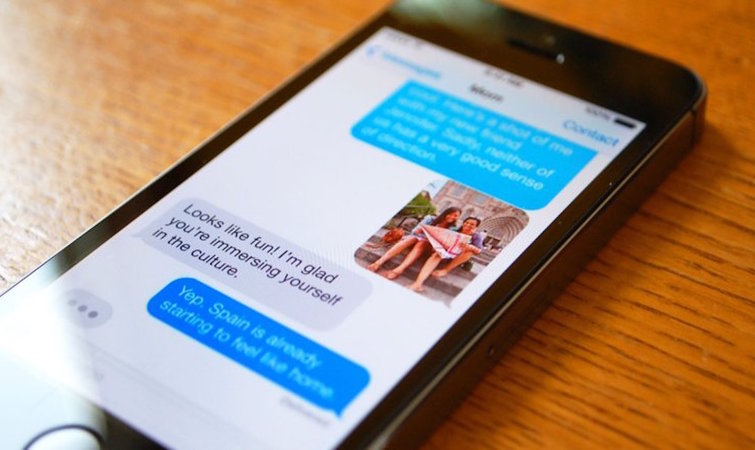 Messages
Mom
100%
Contact
Here's a shot of me
with my new friend
Sadly, neither of
us has a very good sense
of direction.
Looks like fun! I'm glad
you're immersing yourself
in the culture.
Yep. Spain is already
starting to feel like home.
Delivered